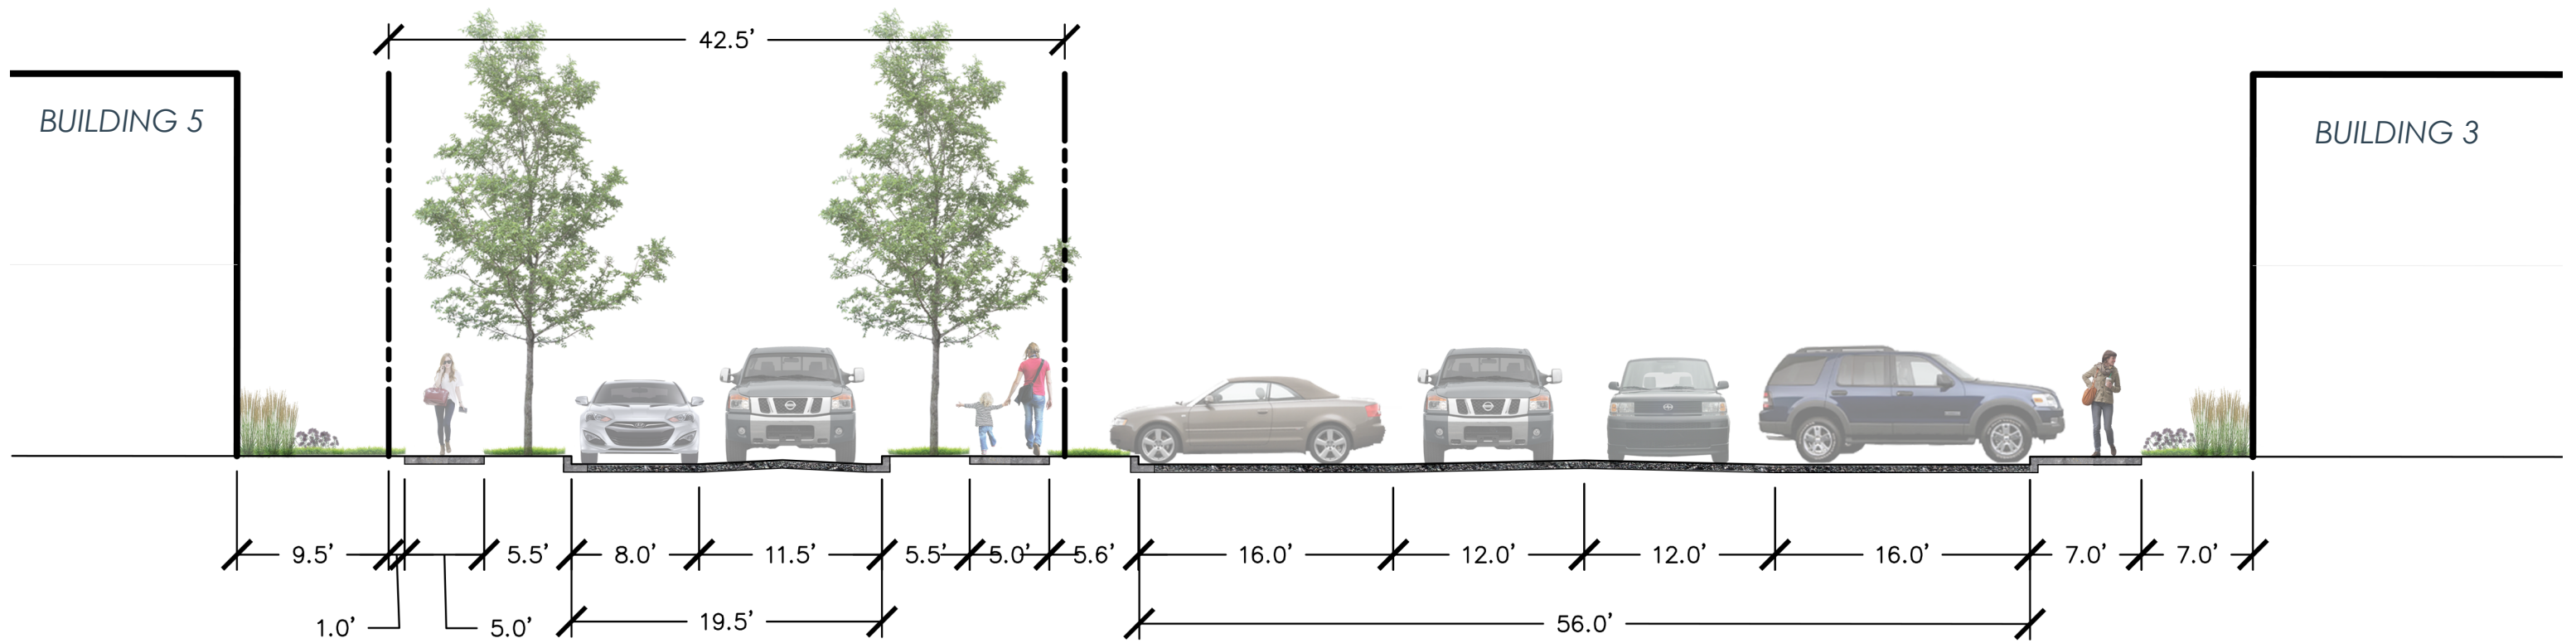 42.5’
BUILDING 5
BUILDING 3
9.5’ 5.5’ 8.0’ 11.5’ 5.5’ 5.0’ 5.6’ 16.0’ 12.0’ 12.0’ 16.0’ 7.0’ 7.0’
1.0’ 5.0’ 19.5’ 56.0’